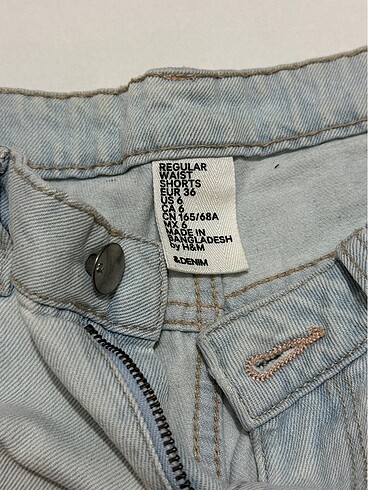 REGULAR
WAIST
SHORTS
EUR 36
US 6
CA 6
CN 165/68A
MX 6
MADE IN
BANGLADESH
by H&M
&DENIM